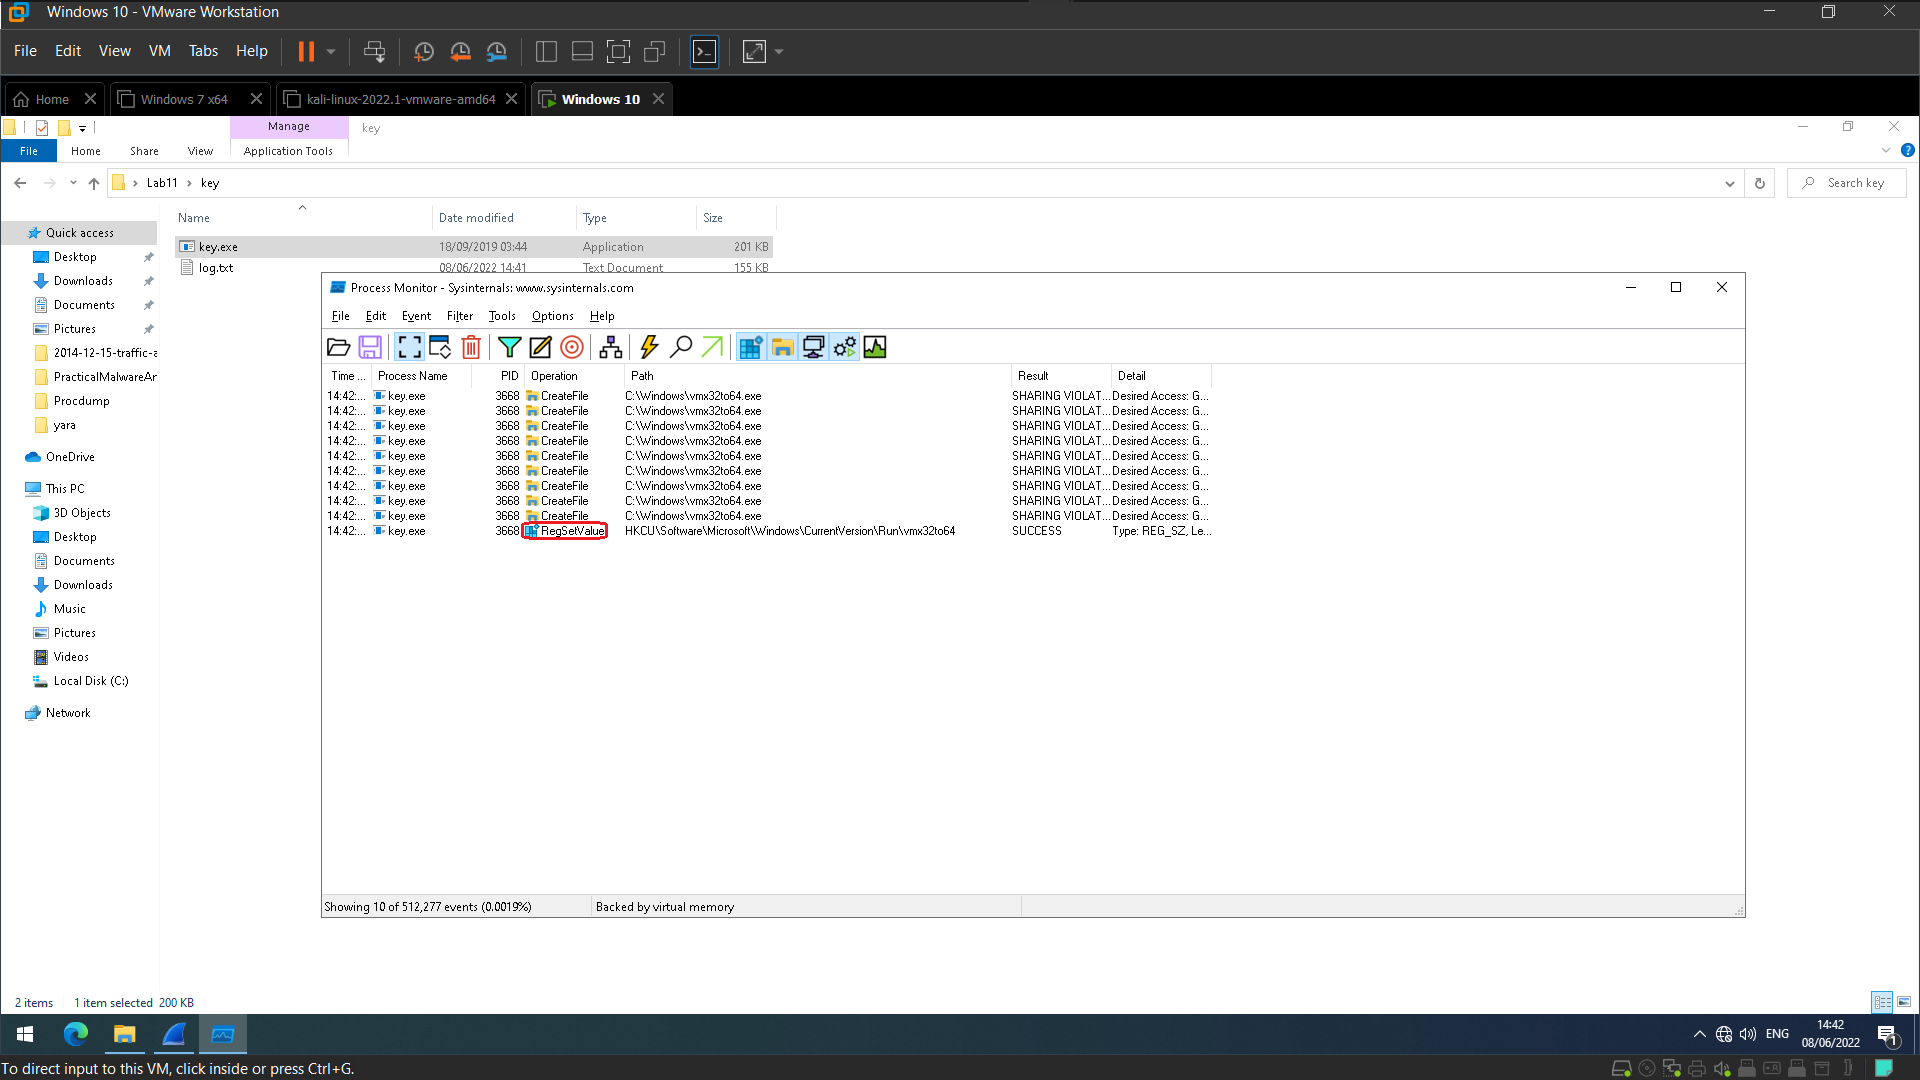 Windows 10 - VMware Workstation
File Edit View VM Tabs Help
Home Windows 7 x64 kali-linux-2022.1-vmware-amd64 Windows 10
Manage key
File Home Share View Application Tools
Lab11 key Search key
Name Date modified Type Size
Quick access
key.exe 18/09/2019 03:44 Application 201 KB
log.txt 08/06/2022 14:41 Text Document 155 KB
Desktop
Downloads
Documents
Pictures
2014-12-15-traffic-a
PracticalMalwareAn
Procdump
yara
OneDrive
This PC
3D Objects
Desktop
Documents
Downloads
Music
Pictures
Videos
Local Disk (C:)
Network
Process Monitor - Sysinternals: www.sysinternals.com
File Edit Event Filter Tools Options Help
Time ... Process Name PID Operation Path Result Detail
14:42:... key.exe 3668 CreateFile C:\Windows\vmx32to64.exe SHARING VIOLAT... Desired Access: G...
14:42:... key.exe 3668 CreateFile C:\Windows\vmx32to64.exe SHARING VIOLAT... Desired Access: G...
14:42:... key.exe 3668 CreateFile C:\Windows\vmx32to64.exe SHARING VIOLAT... Desired Access: G...
14:42:... key.exe 3668 CreateFile C:\Windows\vmx32to64.exe SHARING VIOLAT... Desired Access: G...
14:42:... key.exe 3668 CreateFile C:\Windows\vmx32to64.exe SHARING VIOLAT... Desired Access: G...
14:42:... key.exe 3668 CreateFile C:\Windows\vmx32to64.exe SHARING VIOLAT... Desired Access: G...
14:42:... key.exe 3668 CreateFile C:\Windows\vmx32to64.exe SHARING VIOLAT... Desired Access: G...
14:42:... key.exe 3668 CreateFile C:\Windows\vmx32to64.exe SHARING VIOLAT... Desired Access: G...
14:42:... key.exe 3668 CreateFile C:\Windows\vmx32to64.exe SHARING VIOLAT... Desired Access: G...
14:42:... key.exe 3668 RegSetValue HKCU\Software\Microsoft\Windows\CurrentVersion\Run\vmx32to64 SUCCESS Type: REG_SZ, Le...
Showing 10 of 512,277 events (0.0019%) Backed by virtual memory
2 items 1 item selected 200 KB
ENG 14:42
08/06/2022 1
To direct input to this VM, click inside or press Ctrl+G.